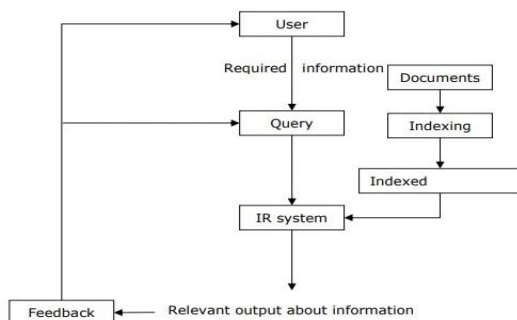 User
Required information
Documents
Query
Indexing
Indexed
IR system
Feedback
Relevant output about information